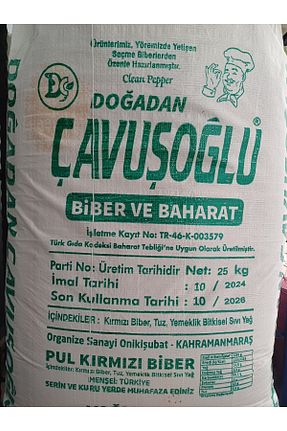 Ürünlerimiz, Yöremizde Yetişen
Seçme Biberlerden
Özenle Hazırlanmıştır.
Clean Pepper
DOĞADAN
ÇAVUŞOĞLU®
BİBER VE BAHARAT
İşletme Kayıt No: TR-46-K-003579
Türk Gıda Kodeksi Baharat Tebliği'ne Uygun Olarak Üretilmiştir.
Parti No: Üretim Tarihidir Net: 25 kg
İmal Tarihi : 10 / 2024
Son Kullanma Tarihi : 10 / 2026
İÇİNDEKİLER : Kırmızı Biber, Tuz, Yemeklik Bitkisel Sıvı Yağ
Organize Sanayi Onikişubat - KAHRAMANMARAŞ
PUL KIRMIZI BİBER
İçindekiler: Kırmızı Biber, Tuz, Yemeklik Bitkisel Sıvı Yağ
MENŞEİ: TÜRKİYE
SERİN VE KURU YERDE MUHAFAZA EDİNİZ
DOĞADAN ÇAVUŞOĞLU